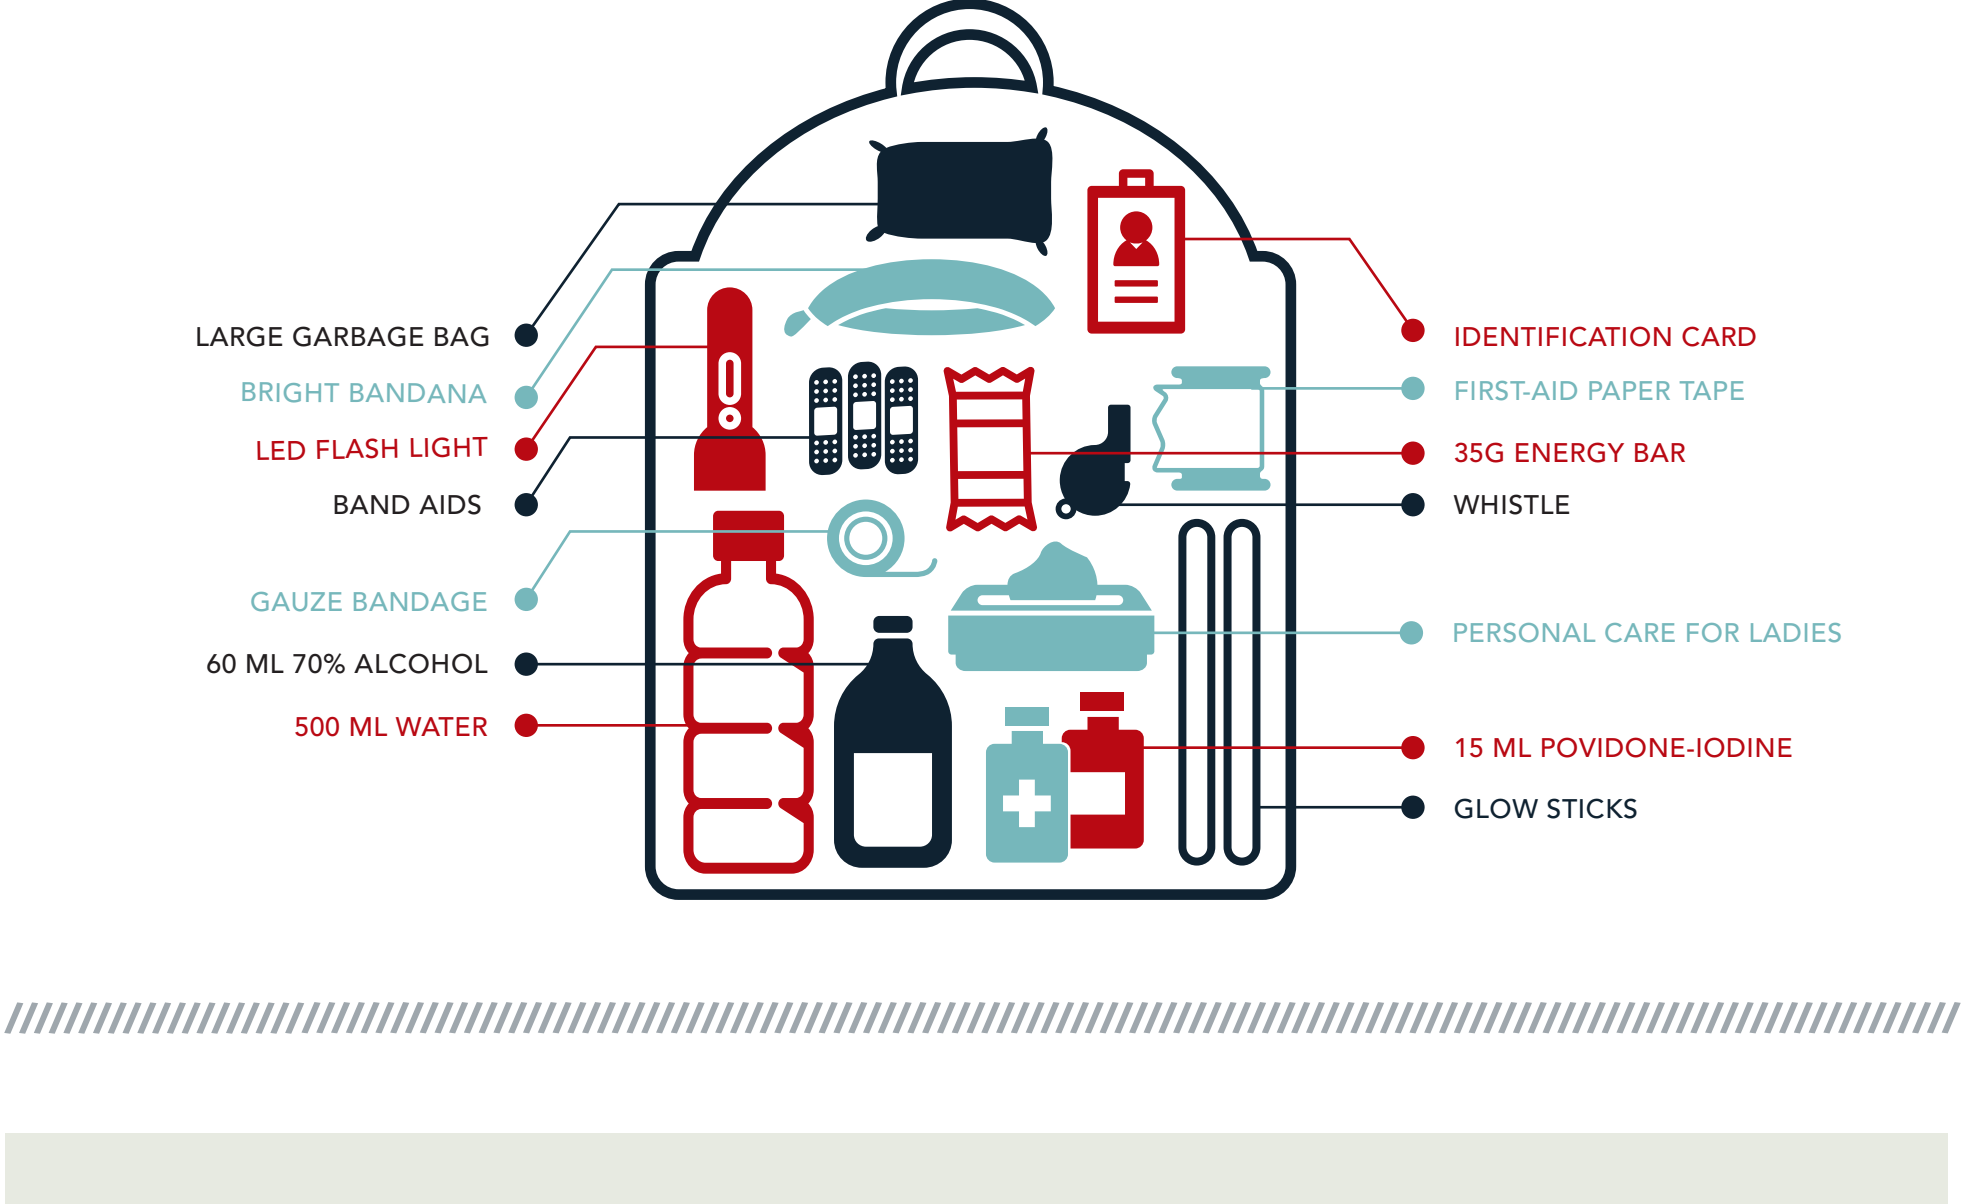 LARGE GARBAGE BAG
BRIGHT BANDANA
LED FLASH LIGHT
BAND AIDS
GAUZE BANDAGE
60 ML 70% ALCOHOL
500 ML WATER
IDENTIFICATION CARD
FIRST-AID PAPER TAPE
35G ENERGY BAR
WHISTLE
PERSONAL CARE FOR LADIES
15 ML POVIDONE-IODINE
GLOW STICKS